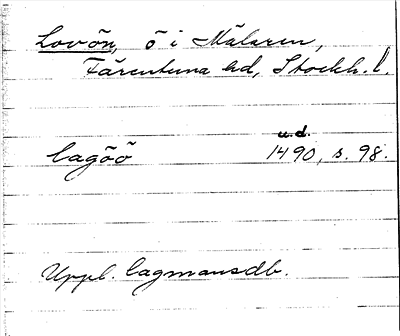 Lovön, ö i Mälaren,
Färentuna hd, Stockh. l.
u.d.
lagöö 1490, s. 98.
Uppl. lagmansdb.